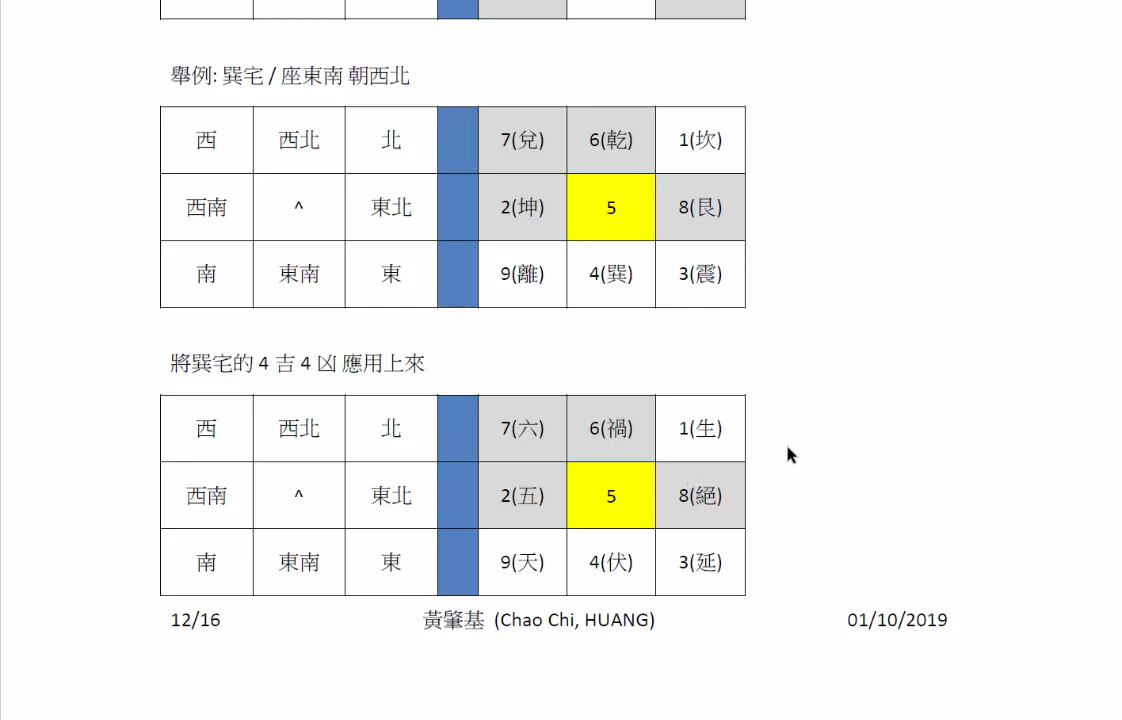 舉例: 巽宅 / 座東南 朝西北
西 西北 北 7(兌) 6(乾) 1(坎)
西南 ^ 東北 2(坤) 5 8(艮)
南 東南 東 9(離) 4(巽) 3(震)
將巽宅的 4 吉 4 凶 應用上來
西 西北 北 7(六) 6(禍) 1(生)
西南 ^ 東北 2(五) 5 8(絕)
南 東南 東 9(天) 4(伏) 3(延)
12/16 黃肇基 (Chao Chi, HUANG) 01/10/2019